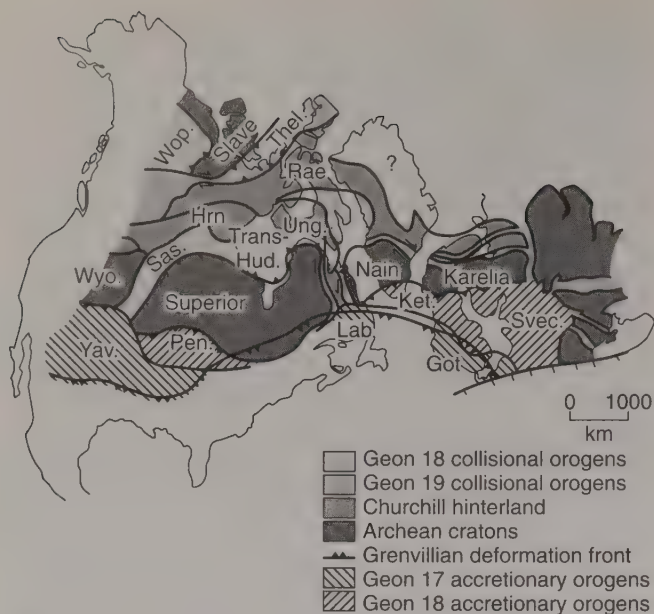 Wop.
Slave
Thel.
Rae
?
Hrn
Ung.
Trans-
Hud.
Sas.
Wyo.
Superior
Nain
Karelia
Ket.
Svec.
Yav.
Pen.
Lab.
Got
0 1000
km
Geon 18 collisional orogens
Geon 19 collisional orogens
Churchill hinterland
Archean cratons
Grenvillian deformation front
Geon 17 accretionary orogens
Geon 18 accretionary orogens